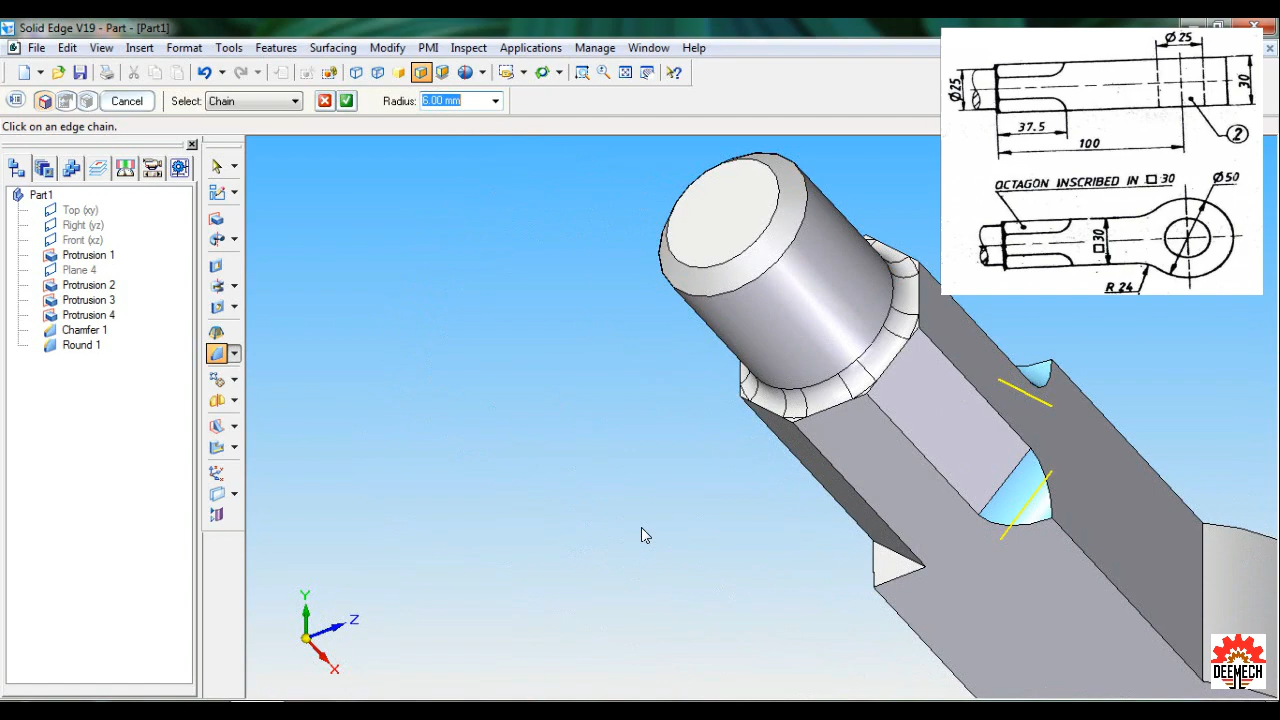 Solid Edge V19 - Part - [Part1]
File Edit View Insert Format Tools Features Surfacing Modify PMI Inspect Applications Manage Window Help
Cancel Select: Chain Radius: 6.00 mm
Click on an edge chain.
Part1
Top (xy)
Right (yz)
Front (xz)
Protrusion 1
Plane 4
Protrusion 2
Protrusion 3
Protrusion 4
Chamfer 1
Round 1
Y
Z
X
Ø 25
Ø25
30
37.5
2
100
OCTAGON INSCRIBED IN □ 30
Ø50
□30
R 24
DEEMECH